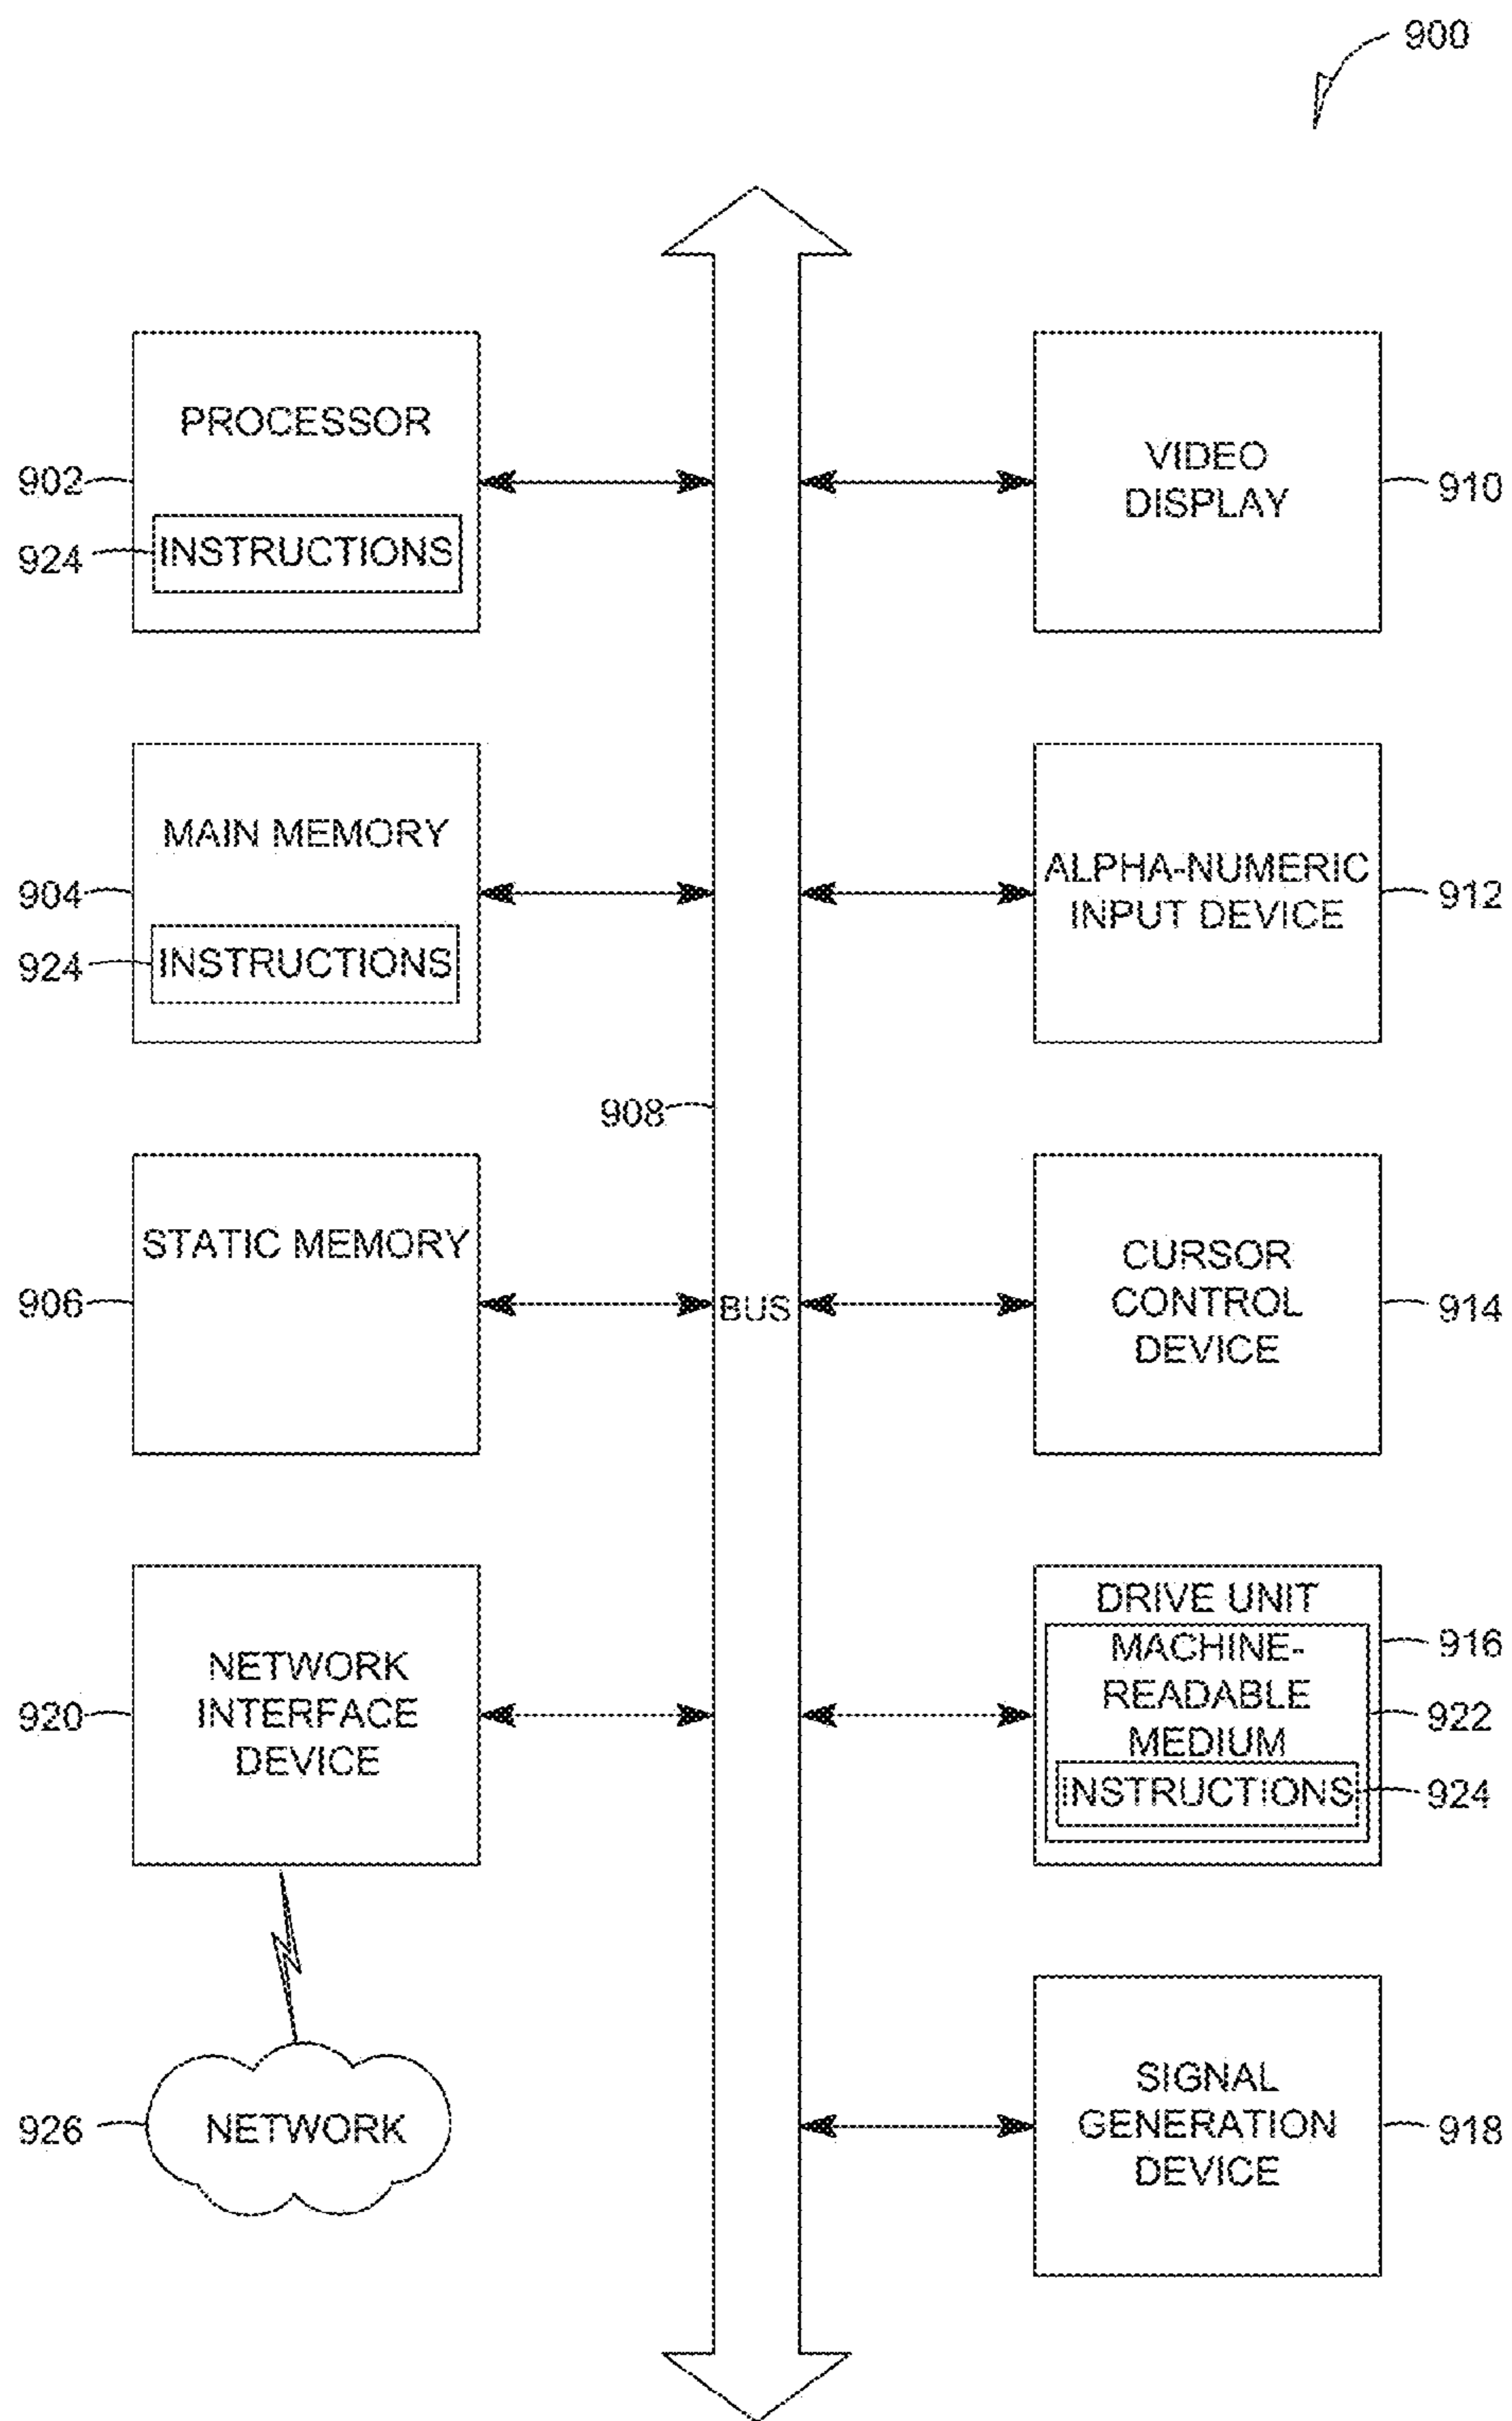 900
PROCESSOR
902
924
INSTRUCTIONS
VIDEO
DISPLAY
910
MAIN MEMORY
904
924
INSTRUCTIONS
ALPHA-NUMERIC
INPUT DEVICE
912
908
STATIC MEMORY
906
BUS
CURSOR
CONTROL
DEVICE
914
NETWORK
INTERFACE
DEVICE
920
DRIVE UNIT
916
MACHINE-
READABLE
MEDIUM
922
INSTRUCTIONS
924
926
NETWORK
SIGNAL
GENERATION
DEVICE
918